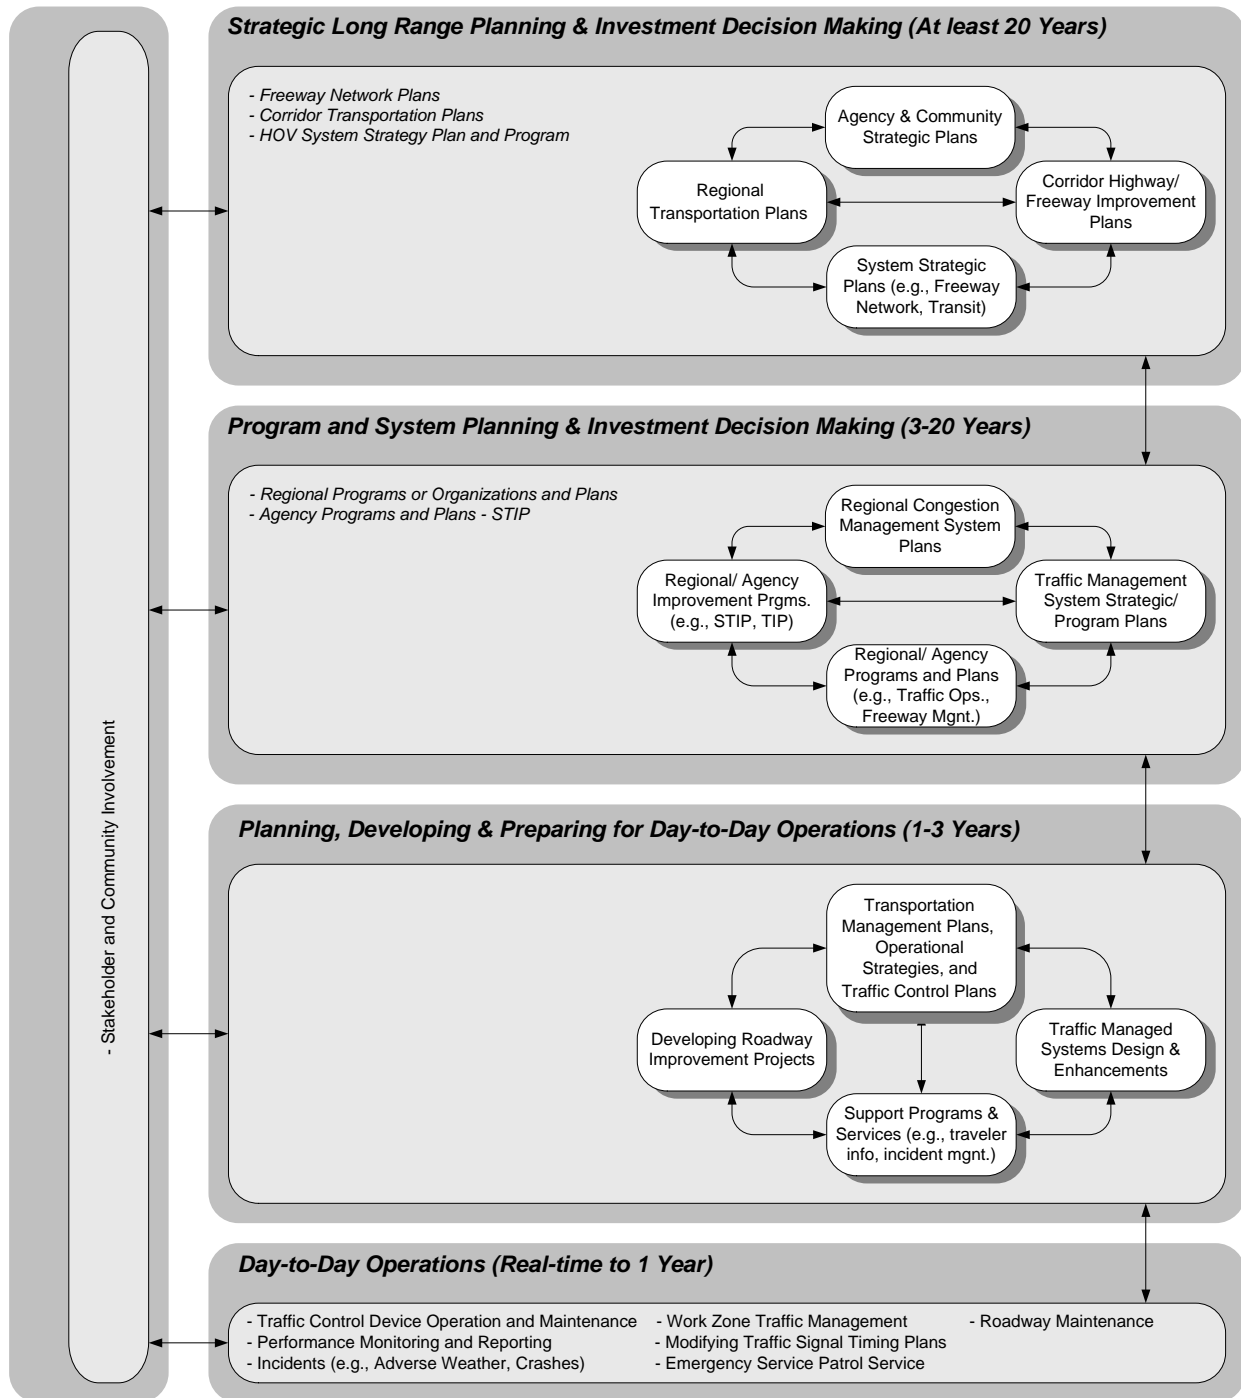 Strategic Long Range Planning & Investment Decision Making (At least 20 Years)
- Freeway Network Plans
- Corridor Transportation Plans
- HOV System Strategy Plan and Program
Agency & Community
Strategic Plans
Regional
Transportation Plans
Corridor Highway/
Freeway Improvement
Plans
System Strategic
Plans (e.g., Freeway
Network, Transit)
Program and System Planning & Investment Decision Making (3-20 Years)
- Regional Programs or Organizations and Plans
- Agency Programs and Plans - STIP
Regional Congestion
Management System
Plans
Regional/ Agency
Improvement Prgms.
(e.g., STIP, TIP)
Traffic Management
System Strategic/
Program Plans
Regional/ Agency
Programs and Plans
(e.g., Traffic Ops.,
Freeway Mgnt.)
- Stakeholder and Community Involvement
Planning, Developing & Preparing for Day-to-Day Operations (1-3 Years)
Transportation
Management Plans,
Operational
Strategies, and
Traffic Control Plans
Developing Roadway
Improvement Projects
Traffic Managed
Systems Design &
Enhancements
Support Programs &
Services (e.g., traveler
info, incident mgnt.)
Day-to-Day Operations (Real-time to 1 Year)
- Traffic Control Device Operation and Maintenance
- Performance Monitoring and Reporting
- Incidents (e.g., Adverse Weather, Crashes)
- Work Zone Traffic Management
- Modifying Traffic Signal Timing Plans
- Emergency Service Patrol Service
- Roadway Maintenance